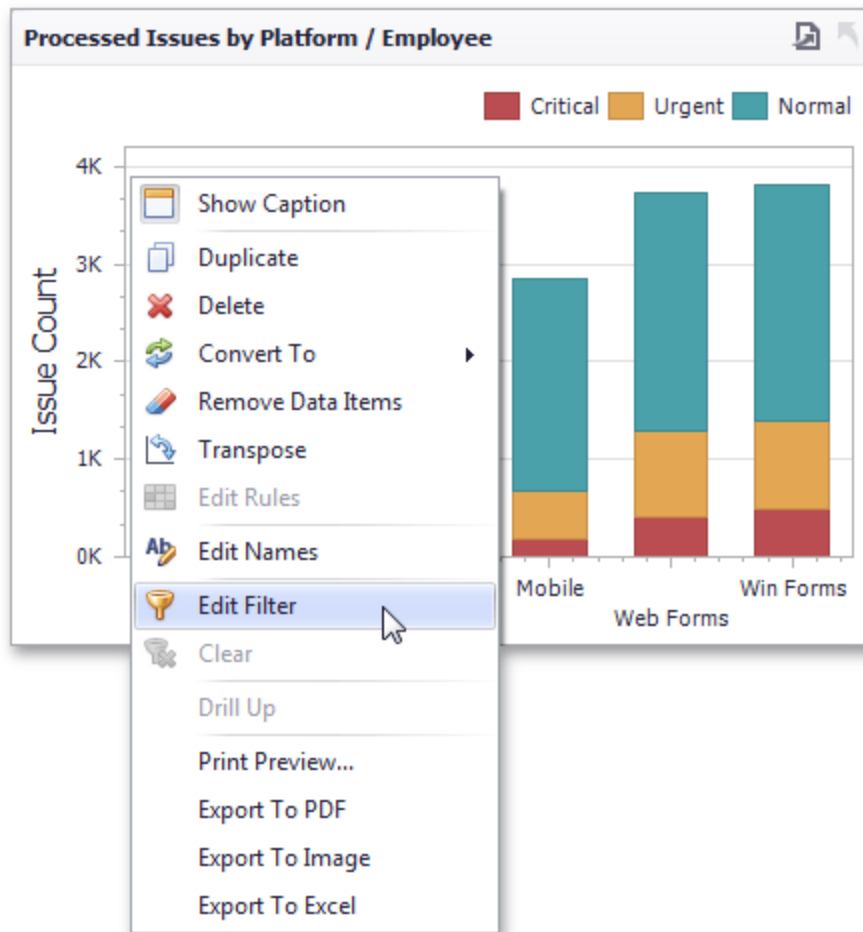 Processed Issues by Platform / Employee
Critical Urgent Normal
4K
3K
2K
1K
0K
Issue Count
Show Caption
Duplicate
Delete
Convert To
Remove Data Items
Transpose
Edit Rules
Ab Edit Names
Edit Filter
Clear
Drill Up
Print Preview...
Export To PDF
Export To Image
Export To Excel
Mobile Win Forms
Web Forms